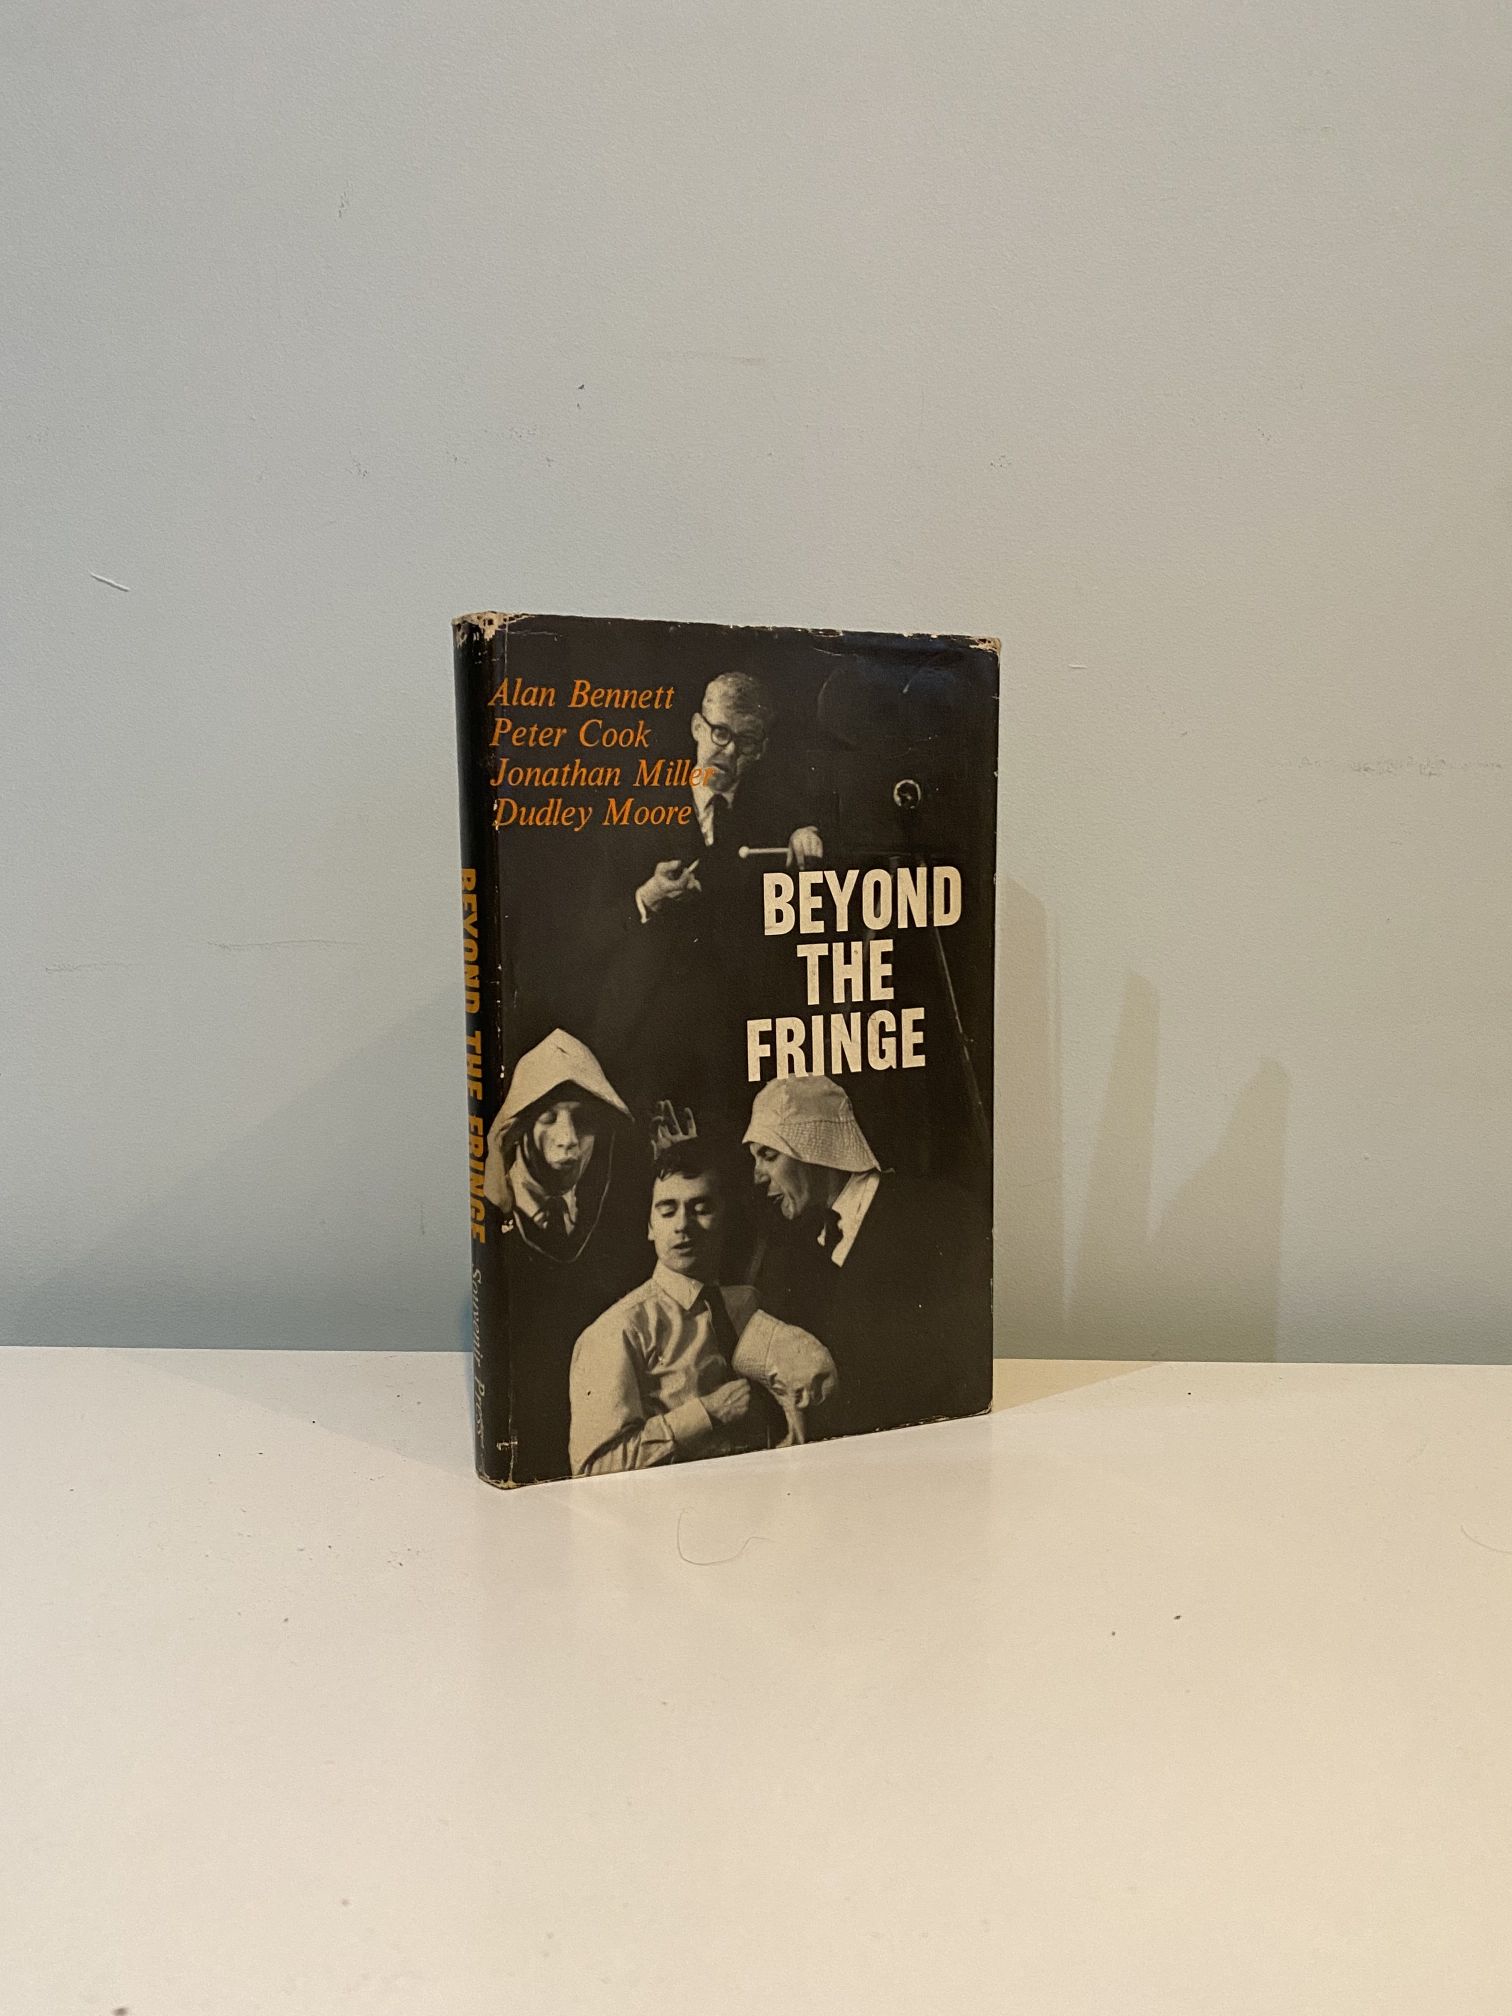 Alan Bennett
Peter Cook
Jonathan Miller
Dudley Moore
BEYOND
THE
FRINGE
BEYOND THE FRINGE Souvenir Press